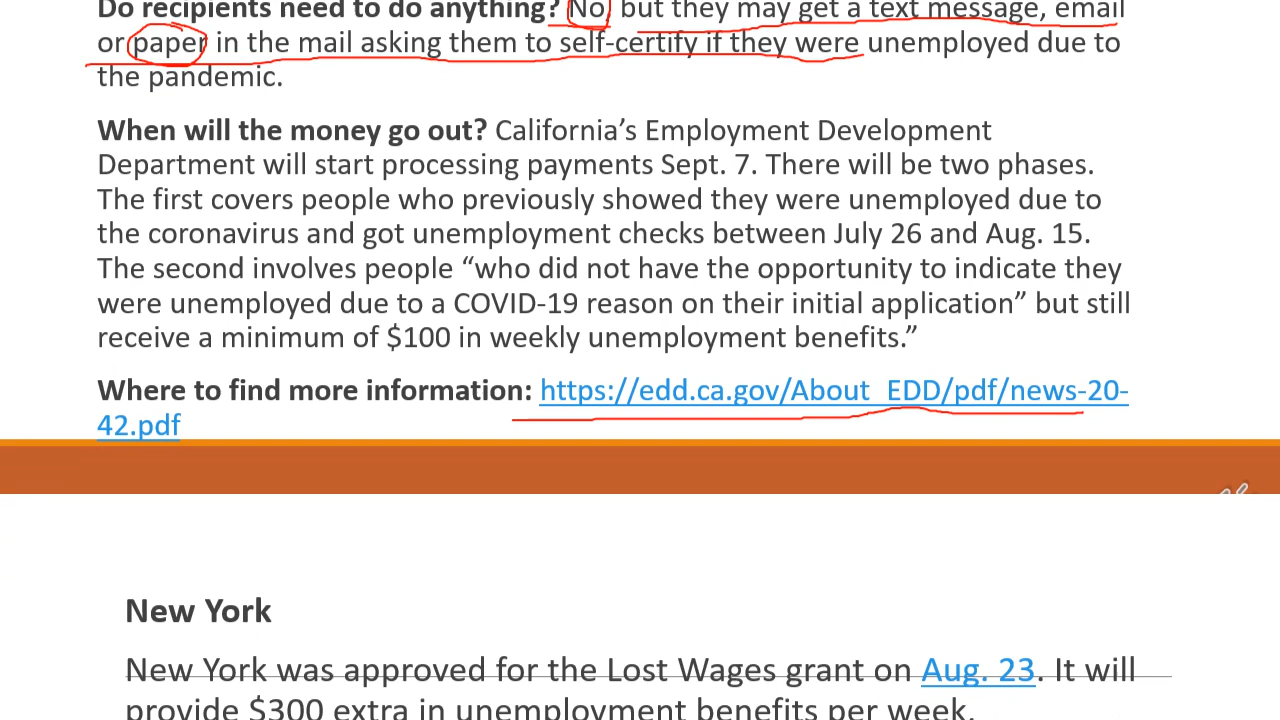 Do recipients need to do anything? No, but they may get a text message, email
or paper in the mail asking them to self-certify if they were unemployed due to
the pandemic.
When will the money go out? California’s Employment Development
Department will start processing payments Sept. 7. There will be two phases.
The first covers people who previously showed they were unemployed due to
the coronavirus and got unemployment checks between July 26 and Aug. 15.
The second involves people “who did not have the opportunity to indicate they
were unemployed due to a COVID-19 reason on their initial application” but still
receive a minimum of $100 in weekly unemployment benefits.”
Where to find more information: https://edd.ca.gov/About_EDD/pdf/news-20-
42.pdf
New York
New York was approved for the Lost Wages grant on Aug. 23. It will
provide $300 extra in unemployment benefits per week.